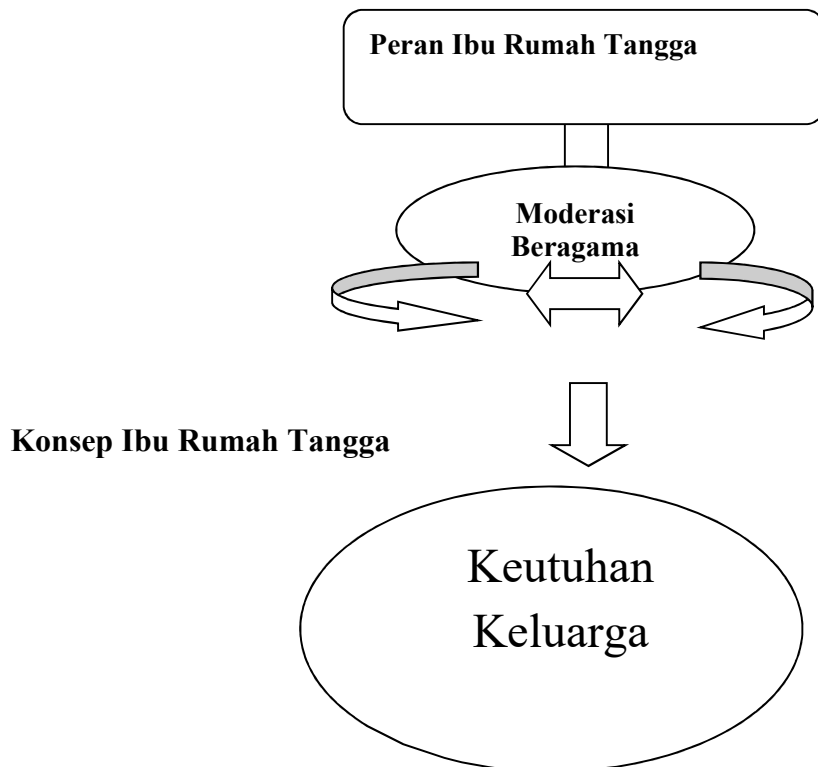 Peran Ibu Rumah Tangga
Moderasi
Beragama
Konsep Ibu Rumah Tangga
Keutuhan
Keluarga